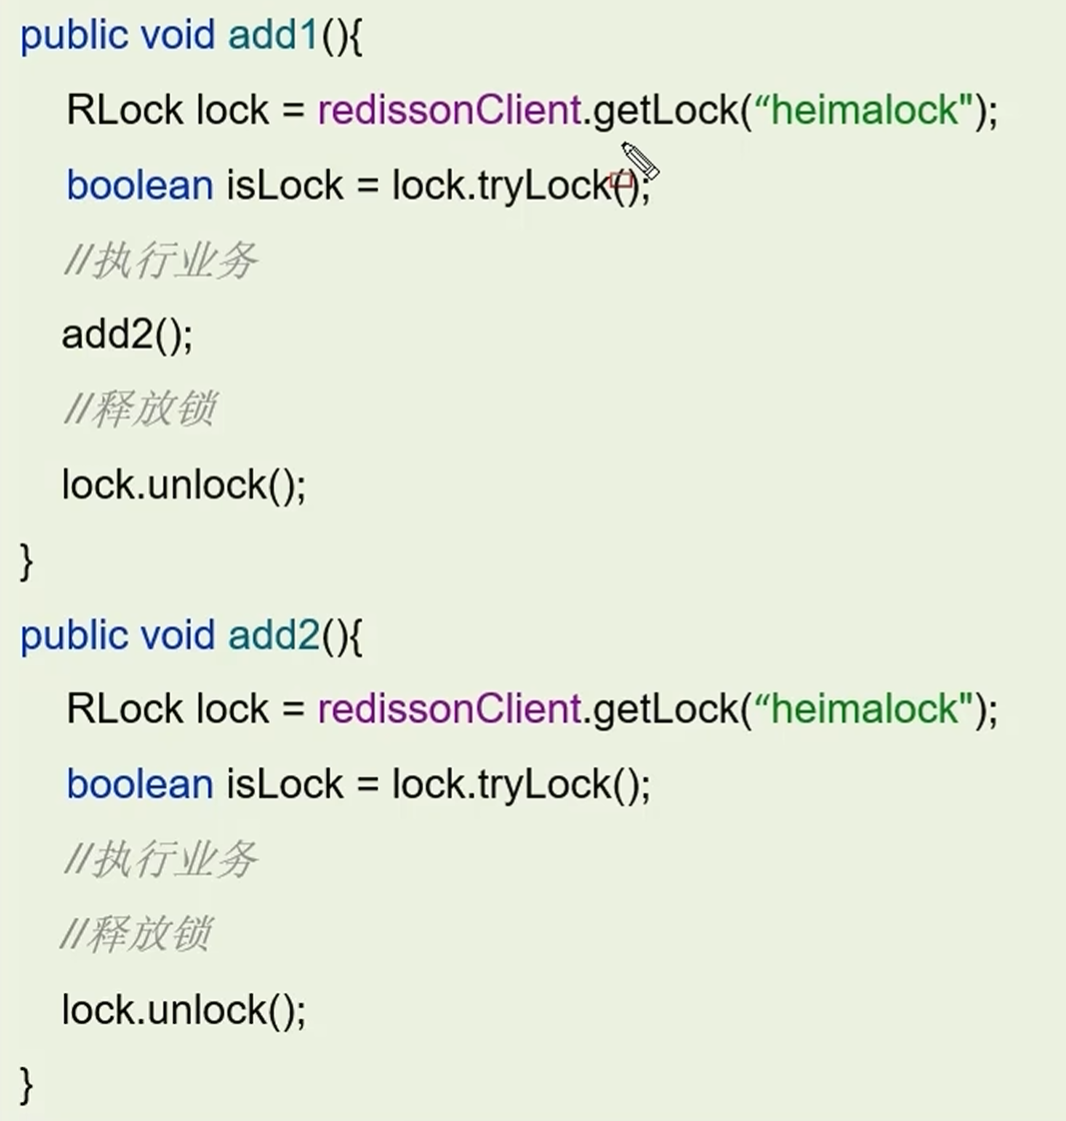 public void add1(){
RLock lock = redissonClient.getLock(“heimalock");
boolean isLock = lock.tryLock();
//执行业务
add2();
//释放锁
lock.unlock();
}
public void add2(){
RLock lock = redissonClient.getLock(“heimalock");
boolean isLock = lock.tryLock();
//执行业务
//释放锁
lock.unlock();
}